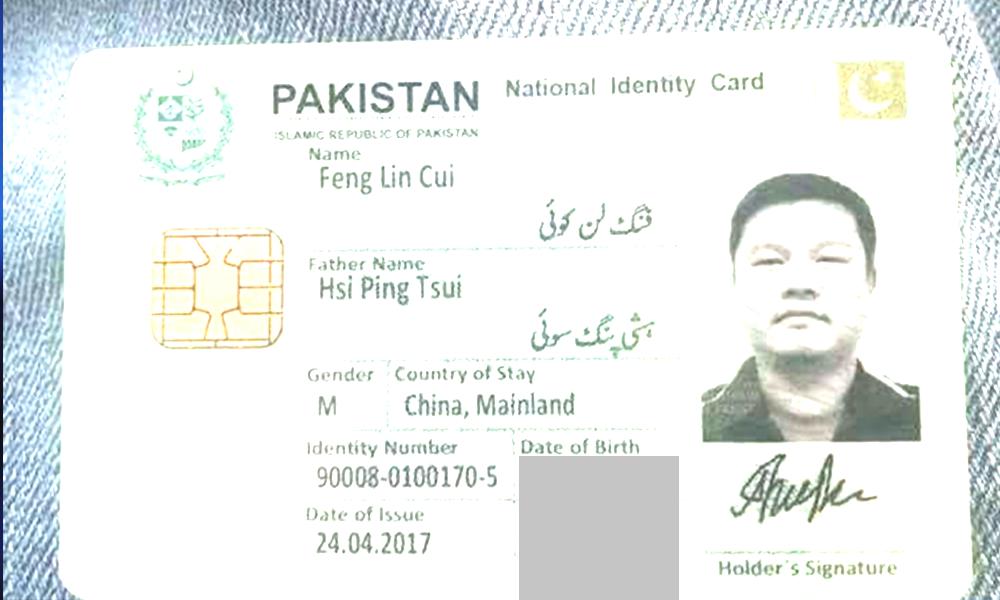 PAKISTAN National Identity Card
ISLAMIC REPUBLIC OF PAKISTAN
Name
Feng Lin Cui
فنگ لن کوئی
Father Name
Hsi Ping Tsui
ہشی پنگ سوئی
Gender Country of Stay
M China, Mainland
Identity Number Date of Birth
90008-0100170-5
Date of Issue
24.04.2017
Holder's Signature